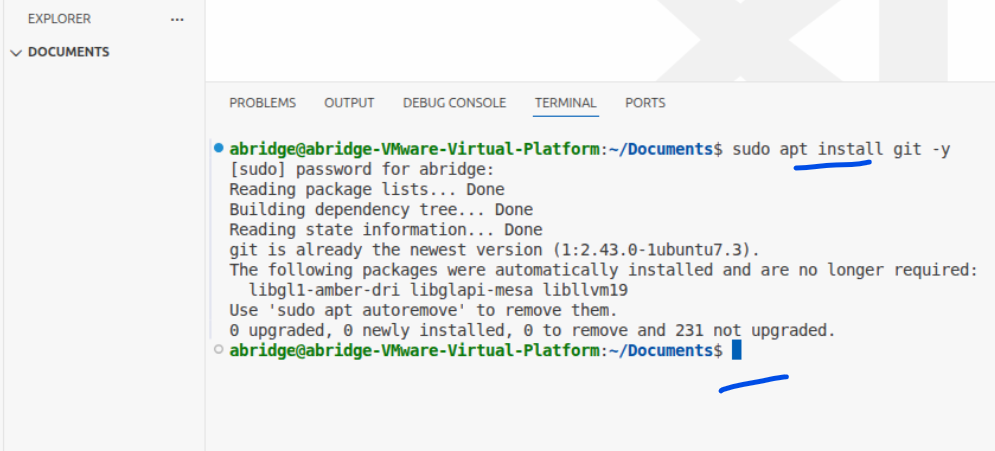 EXPLORER ...
DOCUMENTS
PROBLEMS OUTPUT DEBUG CONSOLE TERMINAL PORTS
abridge@abridge-VMware-Virtual-Platform:~/Documents$ sudo apt install git -y
[sudo] password for abridge:
Reading package lists... Done
Building dependency tree... Done
Reading state information... Done
git is already the newest version (1:2.43.0-1ubuntu7.3).
The following packages were automatically installed and are no longer required:
  libgl1-amber-dri libglapi-mesa libllvm19
Use 'sudo apt autoremove' to remove them.
0 upgraded, 0 newly installed, 0 to remove and 231 not upgraded.
abridge@abridge-VMware-Virtual-Platform:~/Documents$